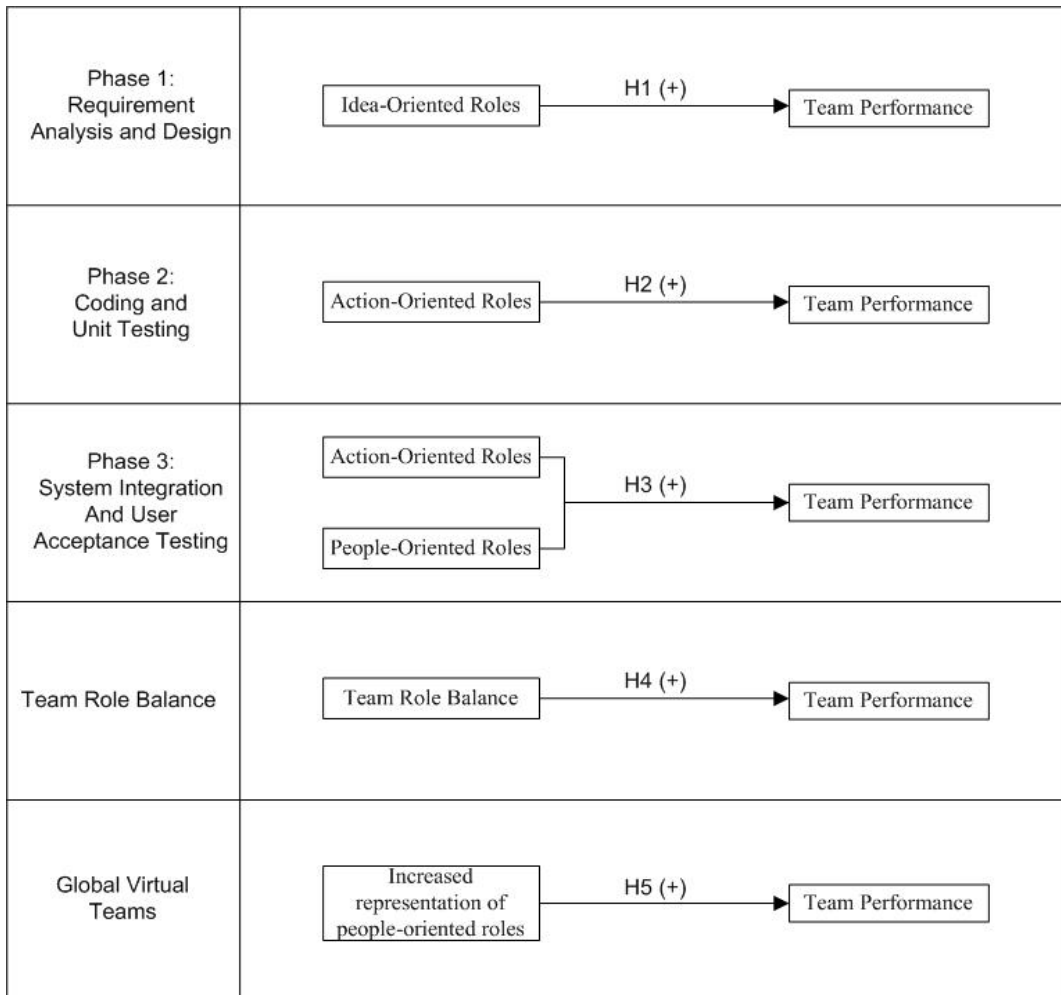 Phase 1:
Requirement
Analysis and Design
Idea-Oriented Roles
H1 (+)
Team Performance
Phase 2:
Coding and
Unit Testing
Action-Oriented Roles
H2 (+)
Team Performance
Phase 3:
System Integration
And User
Acceptance Testing
Action-Oriented Roles
People-Oriented Roles
H3 (+)
Team Performance
Team Role Balance
Team Role Balance
H4 (+)
Team Performance
Global Virtual
Teams
Increased
representation of
people-oriented roles
H5 (+)
Team Performance